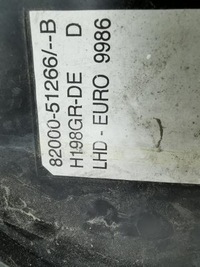 82000-51266/--B
H198GR-DE D
LHD - EURO 9986